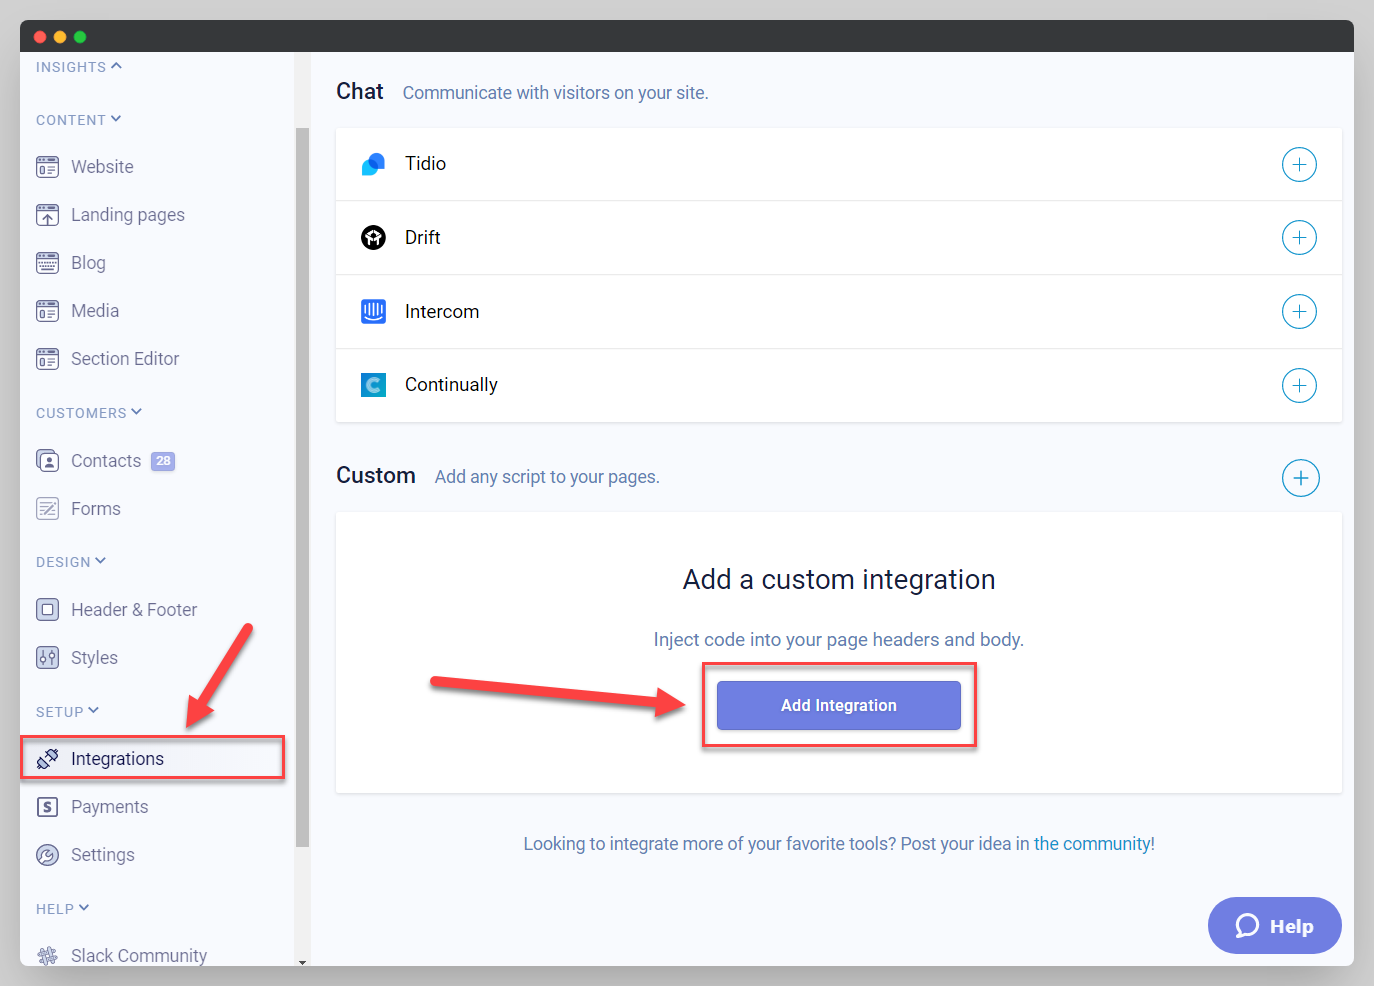 INSIGHTS
CONTENT
Website
Landing pages
Blog
Media
Section Editor
CUSTOMERS
Contacts 28
Forms
DESIGN
Header & Footer
Styles
SETUP
Integrations
Payments
Settings
HELP
Slack Community
Chat Communicate with visitors on your site.
Tidio
Drift
Intercom
Continually
Custom Add any script to your pages.
Add a custom integration
Inject code into your page headers and body.
Add Integration
Looking to integrate more of your favorite tools? Post your idea in the community!
Help